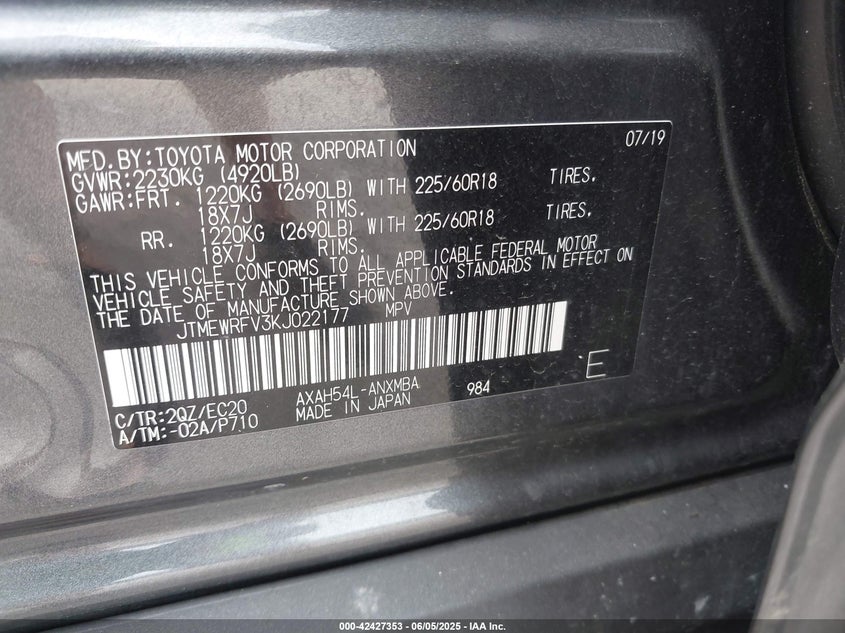 07/19
MFD.BY:TOYOTA MOTOR CORPORATION
GVWR:2230KG (4920LB)
GAWR:FRT. 1220KG (2690LB) WITH 225/60R18 TIRES,
18X7J RIMS.
RR. 1220KG (2690LB) WITH 225/60R18 TIRES,
18X7J RIMS.
THIS VEHICLE CONFORMS TO ALL APPLICABLE FEDERAL MOTOR
VEHICLE SAFETY AND THEFT PREVENTION STANDARDS IN EFFECT ON
THE DATE OF MANUFACTURE SHOWN ABOVE.
JTMEWRFV3KJ022177 MPV
C/TR:2QZ/EC20 AXAH54L-ANXMBA 984 E
A/TM:-02A/P710 MADE IN JAPAN
000-42427353 - 06/05/2025 - IAA Inc.